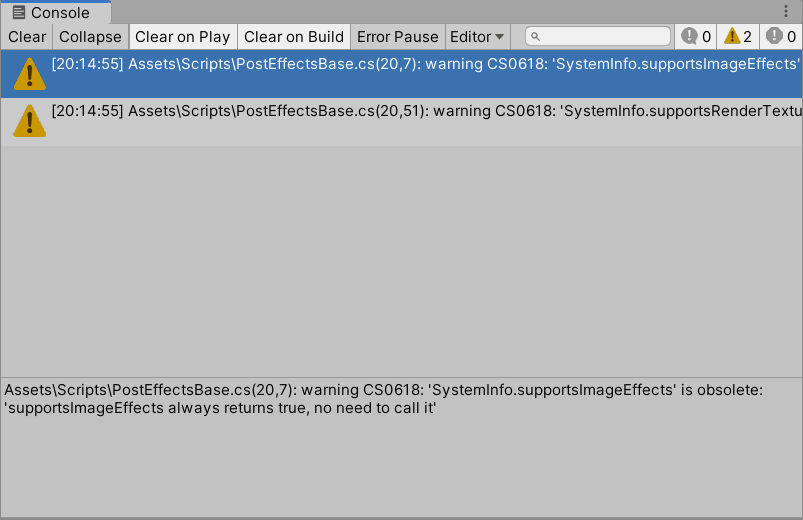 Console
Clear Collapse Clear on Play Clear on Build Error Pause Editor 0 2 0
[20:14:55] Assets\Scripts\PostEffectsBase.cs(20,7): warning CS0618: 'SystemInfo.supportsImageEffects'
[20:14:55] Assets\Scripts\PostEffectsBase.cs(20,51): warning CS0618: 'SystemInfo.supportsRenderTextu
Assets\Scripts\PostEffectsBase.cs(20,7): warning CS0618: 'SystemInfo.supportsImageEffects' is obsolete:
'supportsImageEffects always returns true, no need to call it'